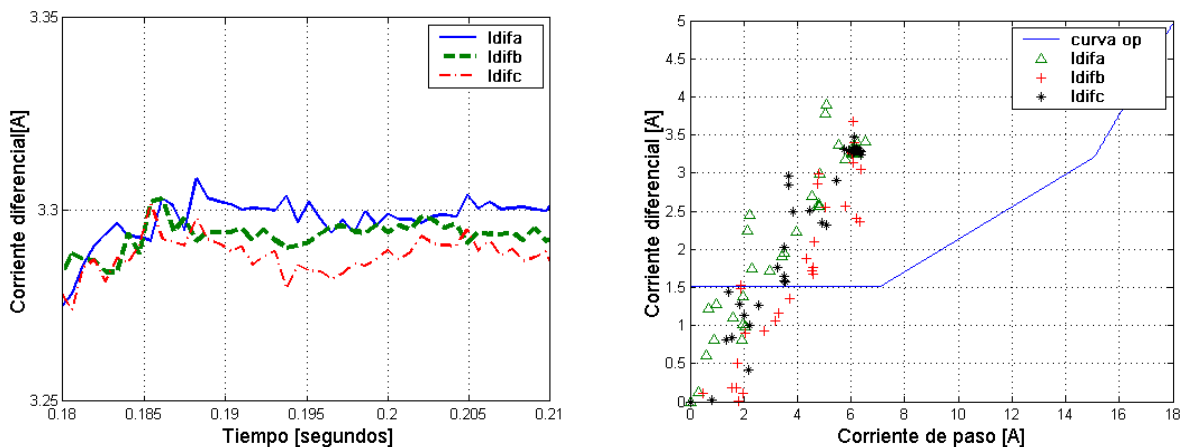 3.35
3.3
3.25
Corriente diferencial[A]
Idifa
Idifb
Idifc
0.18
0.185
0.19
0.195
0.2
0.205
0.21
Tiempo [segundos]
5
4.5
4
3.5
3
2.5
2
1.5
1
0.5
0
Corriente diferencial [A]
curva op
Idifa
Idifb
Idifc
0
2
4
6
8
10
12
14
16
18
Corriente de paso [A]